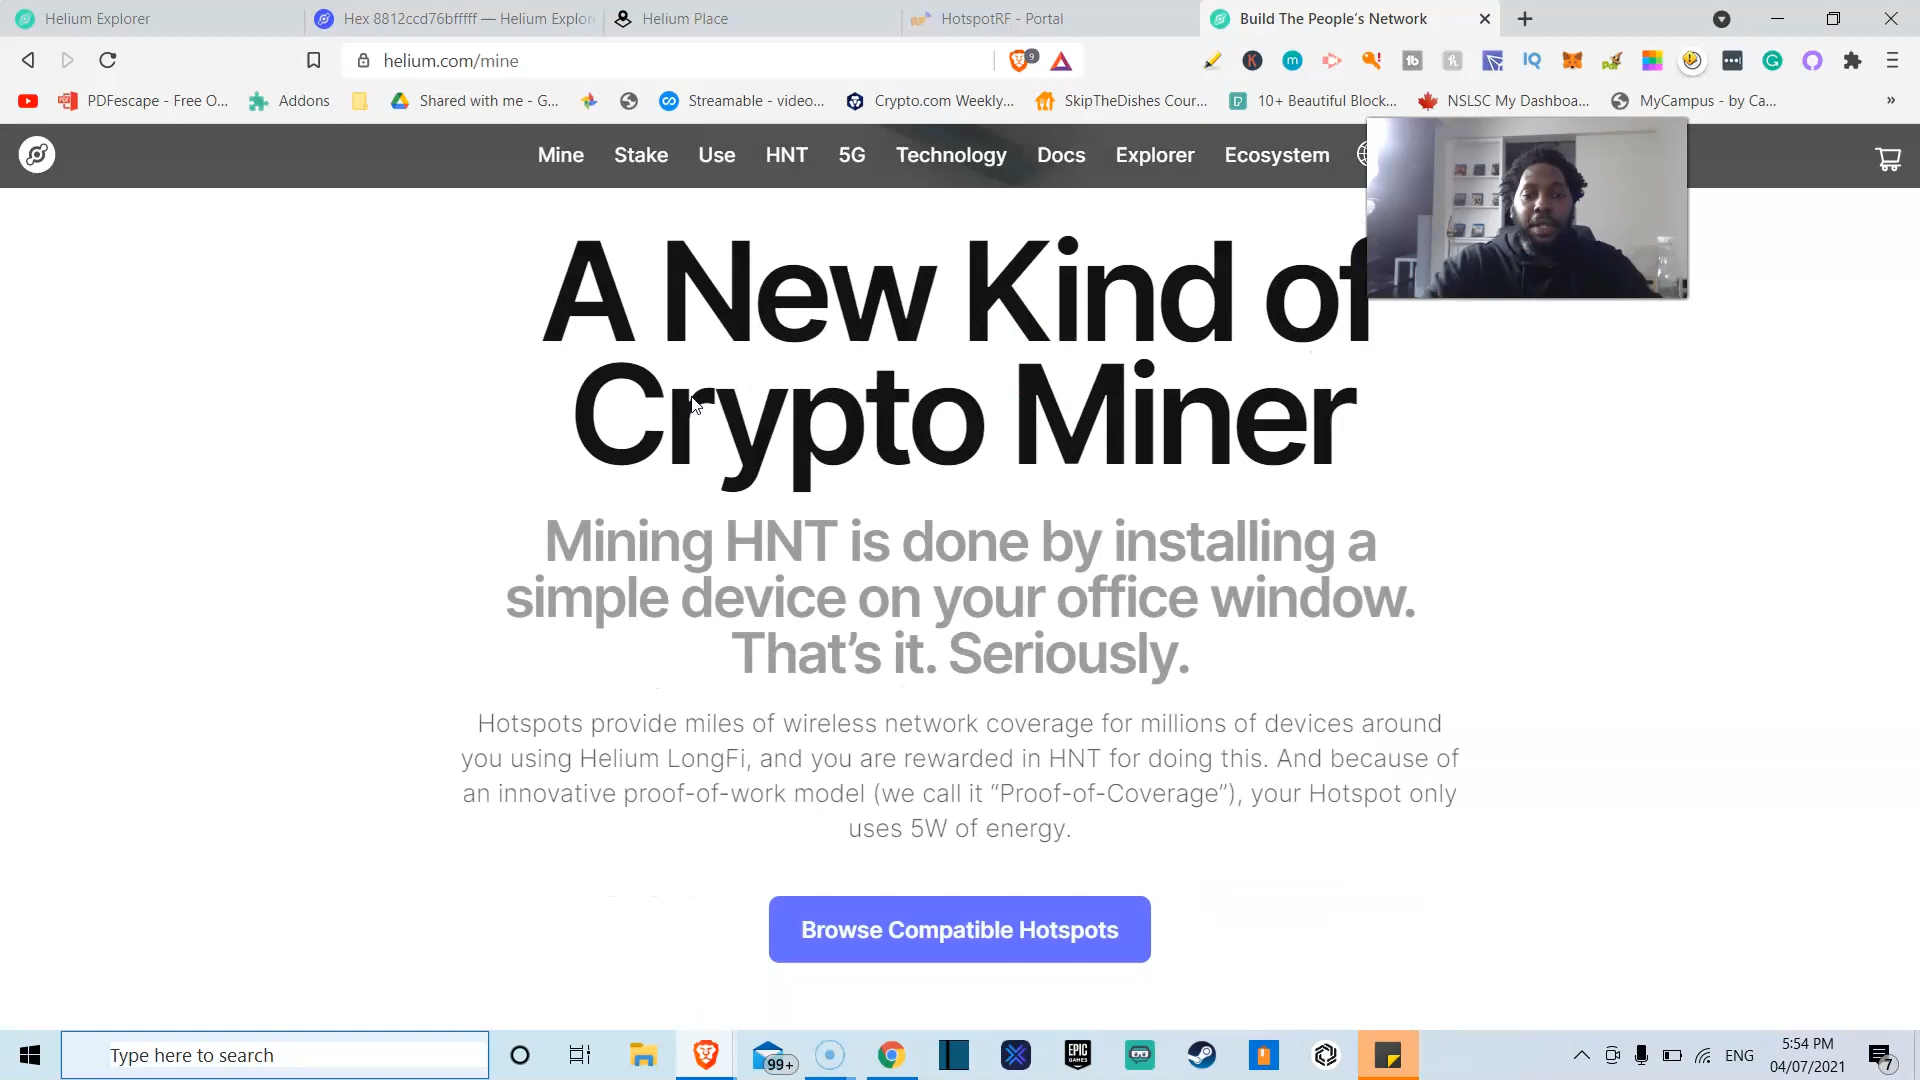 Helium Explorer
Hex 8812ccd76bfffff — Helium Explor
Helium Place
HotspotRF - Portal
Build The People's Network
helium.com/mine
9
PDFescape - Free O...
Addons
Shared with me - G...
Streamable - video...
Crypto.com Weekly...
SkipTheDishes Cour...
10+ Beautiful Block...
NSLSC My Dashboa...
MyCampus - by Ca...
Mine
Stake
Use
HNT
5G
Technology
Docs
Explorer
Ecosystem
A New Kind of
Crypto Miner
Mining HNT is done by installing a
simple device on your office window.
That’s it. Seriously.
Hotspots provide miles of wireless network coverage for millions of devices around
you using Helium LongFi, and you are rewarded in HNT for doing this. And because of
an innovative proof-of-work model (we call it “Proof-of-Coverage”), your Hotspot only
uses 5W of energy.
Browse Compatible Hotspots
Type here to search
99+
EPIC
GAMES
ENG
5:54 PM
04/07/2021
7